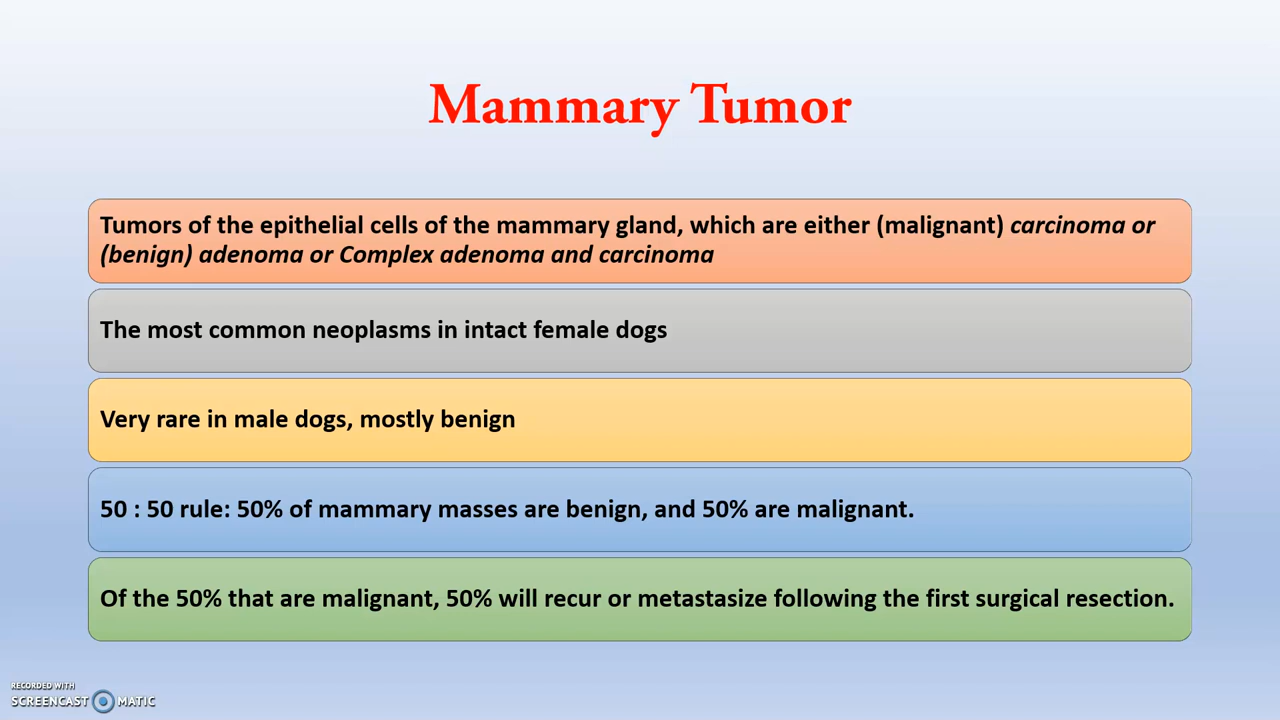 Mammary Tumor
Tumors of the epithelial cells of the mammary gland, which are either (malignant) carcinoma or
(benign) adenoma or Complex adenoma and carcinoma
The most common neoplasms in intact female dogs
Very rare in male dogs, mostly benign
50 : 50 rule: 50% of mammary masses are benign, and 50% are malignant.
Of the 50% that are malignant, 50% will recur or metastasize following the first surgical resection.
RECORDED WITH
SCREENCAST MATIC